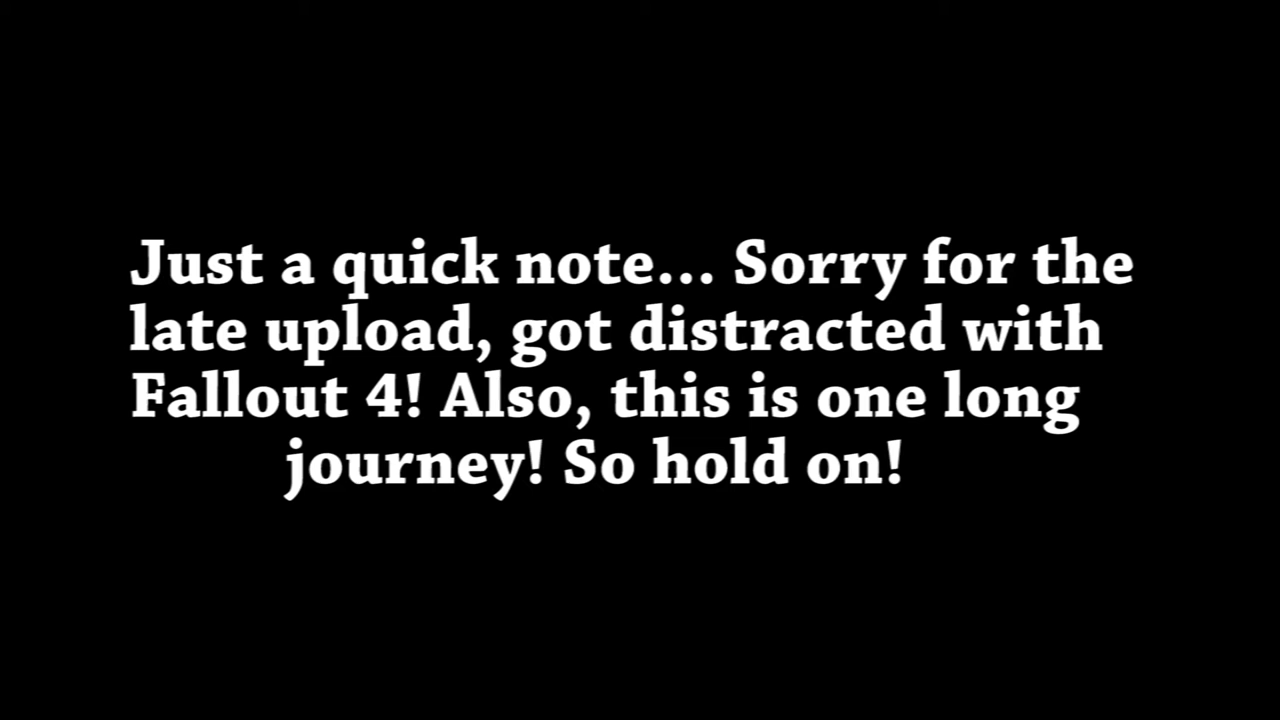 Just a quick note... Sorry for the
late upload, got distracted with
Fallout 4! Also, this is one long
journey! So hold on!